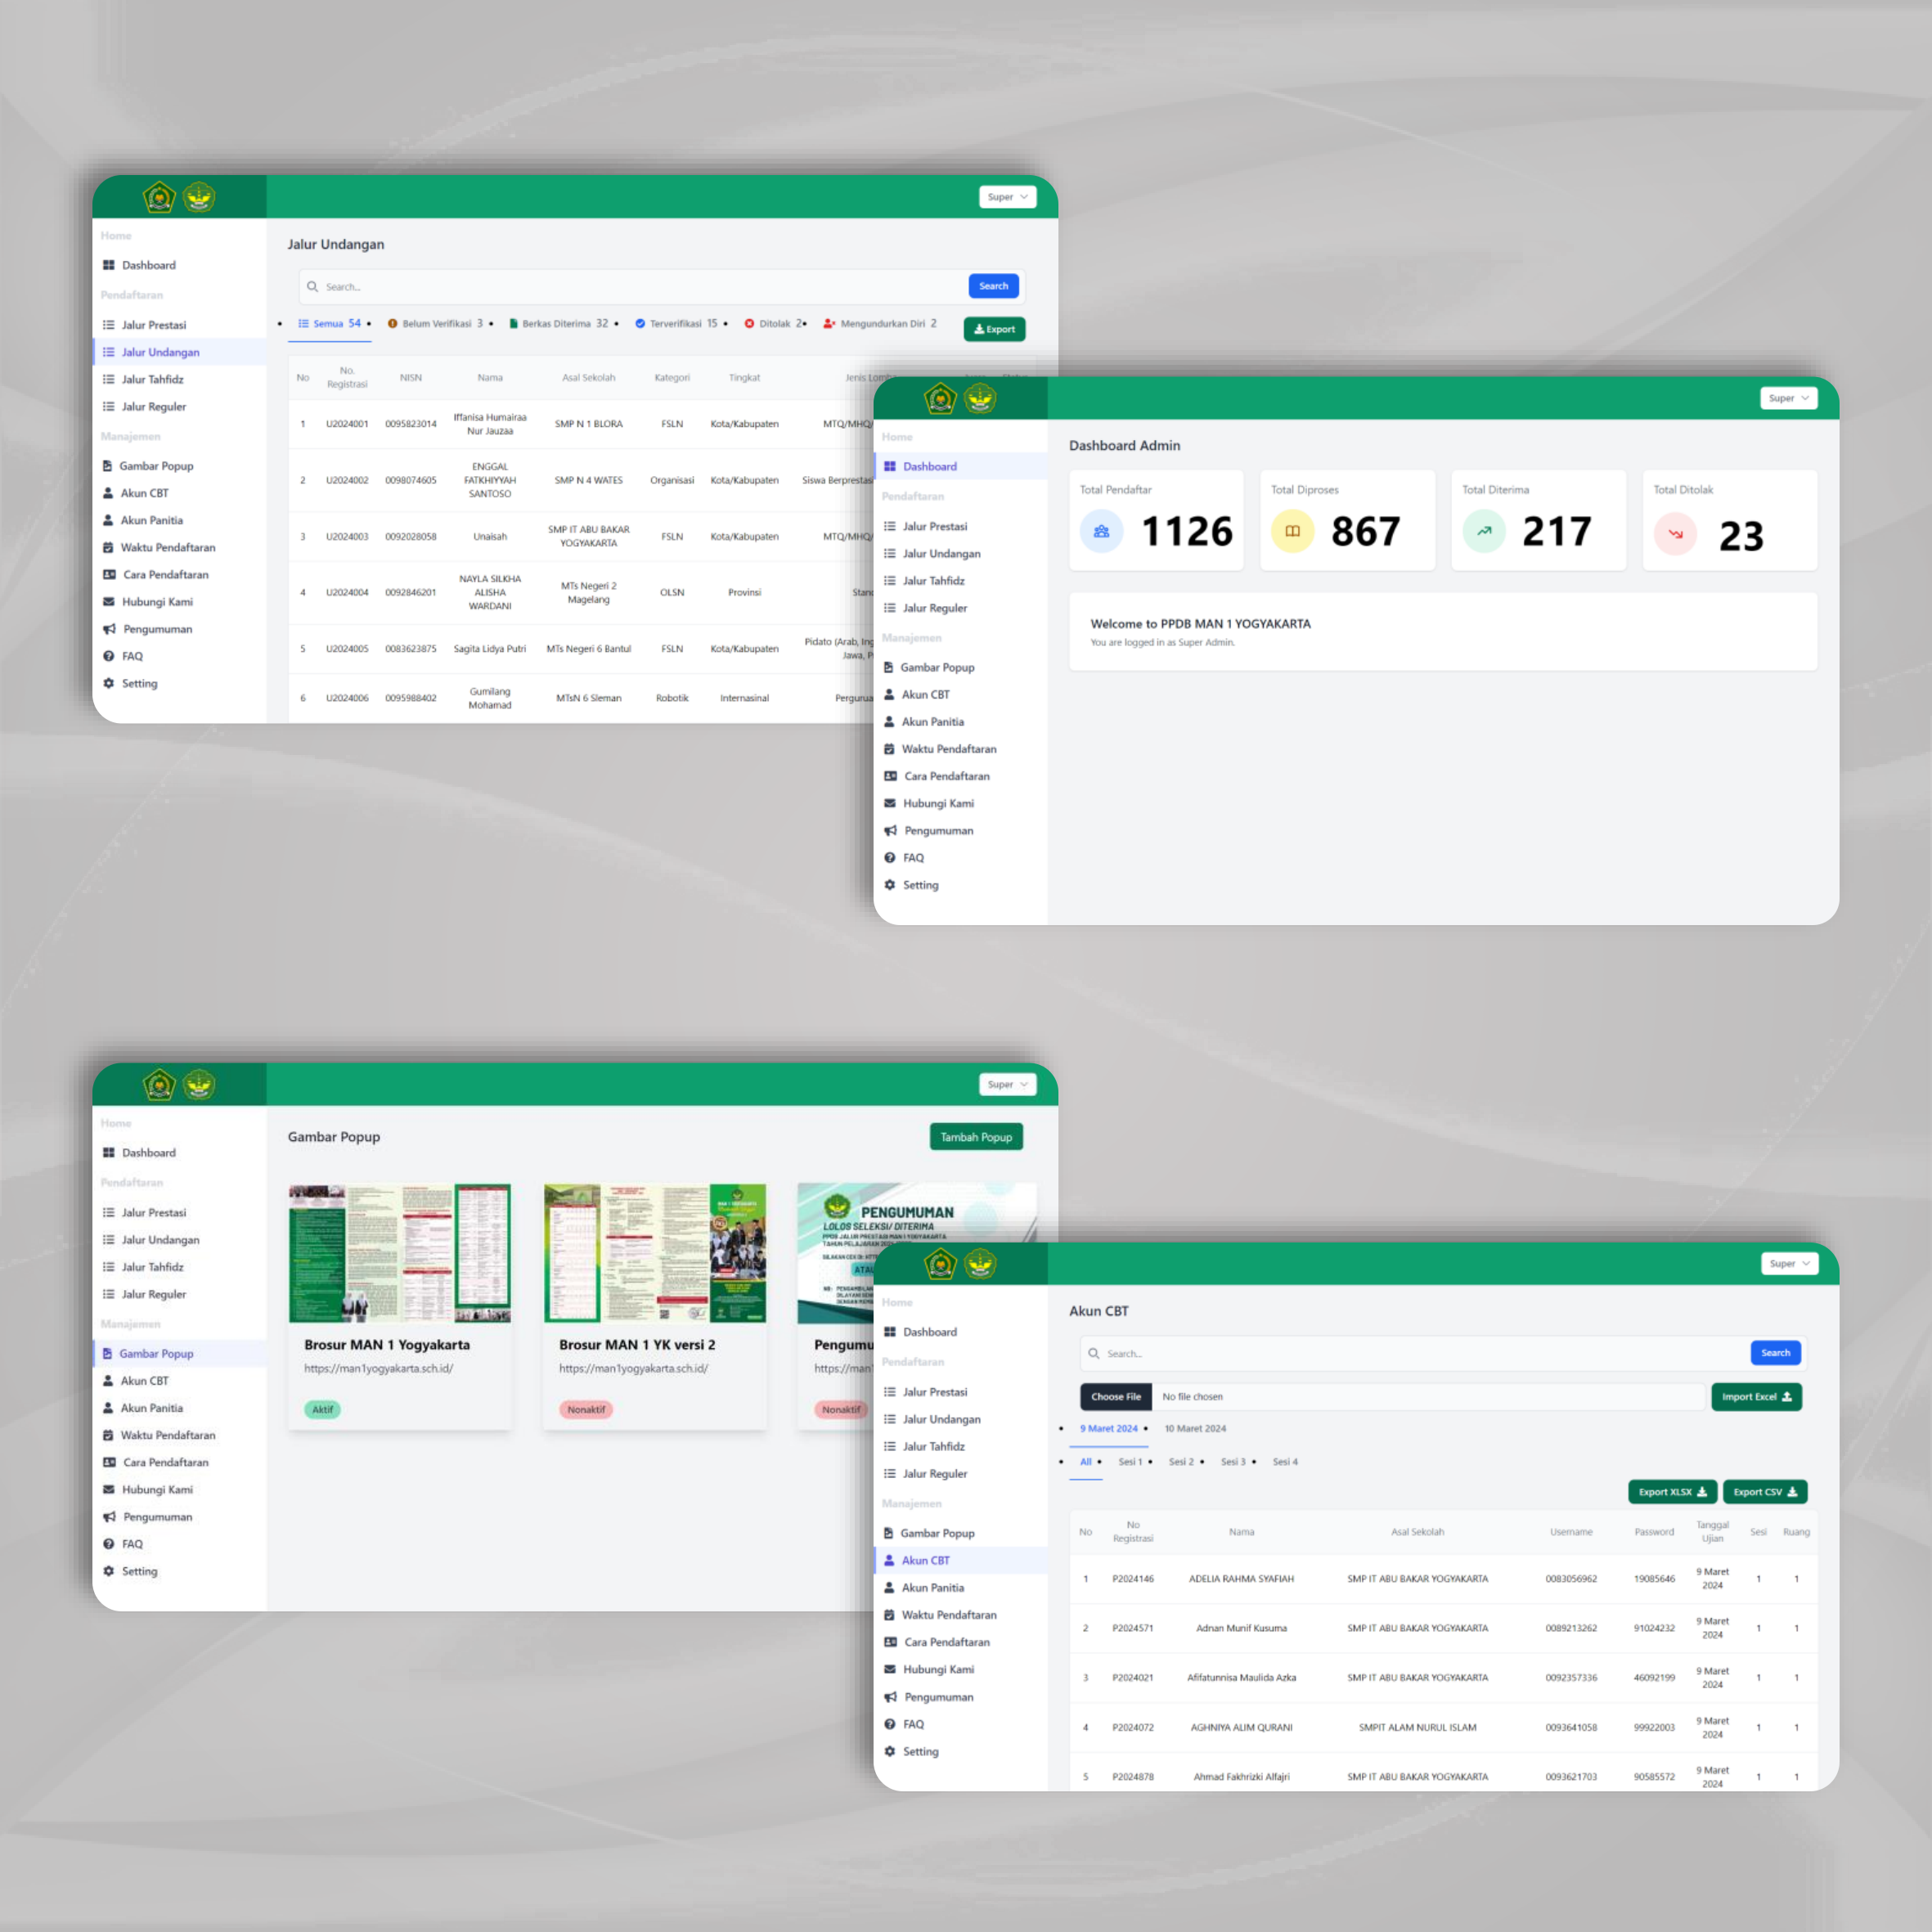 Super
Home
Dashboard
Pendaftaran
Jalur Prestasi
Jalur Undangan
Jalur Tahfidz
Jalur Reguler
Manajemen
Gambar Popup
Akun CBT
Akun Panitia
Waktu Pendaftaran
Cara Pendaftaran
Hubungi Kami
Pengumuman
FAQ
Setting
Jalur Undangan
Search...
Search
Semua 54 • Belum Verifikasi 3 • Berkas Diterima 32 • Terverifikasi 15 • Ditolak 2 • Mengundurkan Diri 2
Export
No No. Registrasi NISN Nama Asal Sekolah Kategori Tingkat Jenis
1 U2024001 0095823014 Iffanisa Humairaa Nur Jauzaa SMP N 1 BLORA FSLN Kota/Kabupaten MTQ/MHQ/
2 U2024002 0098074605 ENGGAL FATKHIYYAH SANTOSO SMP N 4 WATES Organisasi Kota/Kabupaten Siswa Berprestasi
3 U2024003 0092028058 Unaisah SMP IT ABU BAKAR YOGYAKARTA FSLN Kota/Kabupaten MTQ/MHQ/
4 U2024004 0092846201 NAYLA SILKHA ALISHA WARDANI MTs Negeri 2 Magelang OLSN Provinsi
5 U2024005 0083623875 Sagita Lidya Putri MTs Negeri 6 Bantul FSLN Kota/Kabupaten Pidato (Arab, Ing Jawa, P
6 U2024006 0095988402 Gumilang Mohamad MTsN 6 Sleman Robotik Internasinal
Super
Home
Dashboard
Pendaftaran
Jalur Prestasi
Jalur Undangan
Jalur Tahfidz
Jalur Reguler
Manajemen
Gambar Popup
Akun CBT
Akun Panitia
Waktu Pendaftaran
Cara Pendaftaran
Hubungi Kami
Pengumuman
FAQ
Setting
Dashboard Admin
Total Pendaftar
1126
Total Diproses
867
Total Diterima
217
Total Ditolak
23
Welcome to PPDB MAN 1 YOGYAKARTA
You are logged in as Super Admin.
Super
Home
Dashboard
Pendaftaran
Jalur Prestasi
Jalur Undangan
Jalur Tahfidz
Jalur Reguler
Manajemen
Gambar Popup
Akun CBT
Akun Panitia
Waktu Pendaftaran
Cara Pendaftaran
Hubungi Kami
Pengumuman
FAQ
Setting
Gambar Popup
Tambah Popup
Brosur MAN 1 Yogyakarta
https://man1yogyakarta.sch.id/
Aktif
Brosur MAN 1 YK versi 2
https://man1yogyakarta.sch.id/
Nonaktif
PENGUMUMAN
LOLOS SELEKSI/ DITERIMA
PPDB JALUR PRESTASI MAN 1 YOGYAKARTA
TAHUN PELAJARAN
Pengumu
https://man
Nonaktif
Super
Home
Dashboard
Pendaftaran
Jalur Prestasi
Jalur Undangan
Jalur Tahfidz
Jalur Reguler
Manajemen
Gambar Popup
Akun CBT
Akun Panitia
Waktu Pendaftaran
Cara Pendaftaran
Hubungi Kami
Pengumuman
FAQ
Setting
Akun CBT
Search...
Search
Choose File No file chosen
Import Excel
9 Maret 2024 • 10 Maret 2024
All • Sesi 1 • Sesi 2 • Sesi 3 • Sesi 4
Export XLSX Export CSV
No No Registrasi Nama Asal Sekolah Username Password Tanggal Ujian Sesi Ruang
1 P2024146 ADELIA RAHMA SYAFIAH SMP IT ABU BAKAR YOGYAKARTA 0083056962 19085646 9 Maret 2024 1 1
2 P2024571 Adnan Munif Kusuma SMP IT ABU BAKAR YOGYAKARTA 0089213262 91024232 9 Maret 2024 1 1
3 P2024021 Afifatunnisa Maulida Azka SMP IT ABU BAKAR YOGYAKARTA 0092357336 46092199 9 Maret 2024 1 1
4 P2024072 AGHNIYA ALIM QURANI SMPIT ALAM NURUL ISLAM 0093641058 99922003 9 Maret 2024 1 1
5 P2024878 Ahmad Fakhrizki Alfajri SMP IT ABU BAKAR YOGYAKARTA 0093621703 90585572 9 Maret 2024 1 1